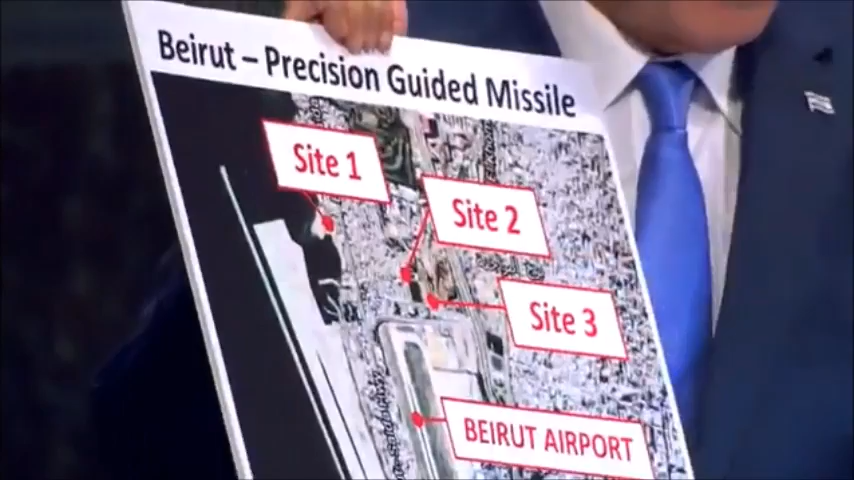 Beirut – Precision Guided Missile
Site 1
Site 2
Site 3
BEIRUT AIRPORT